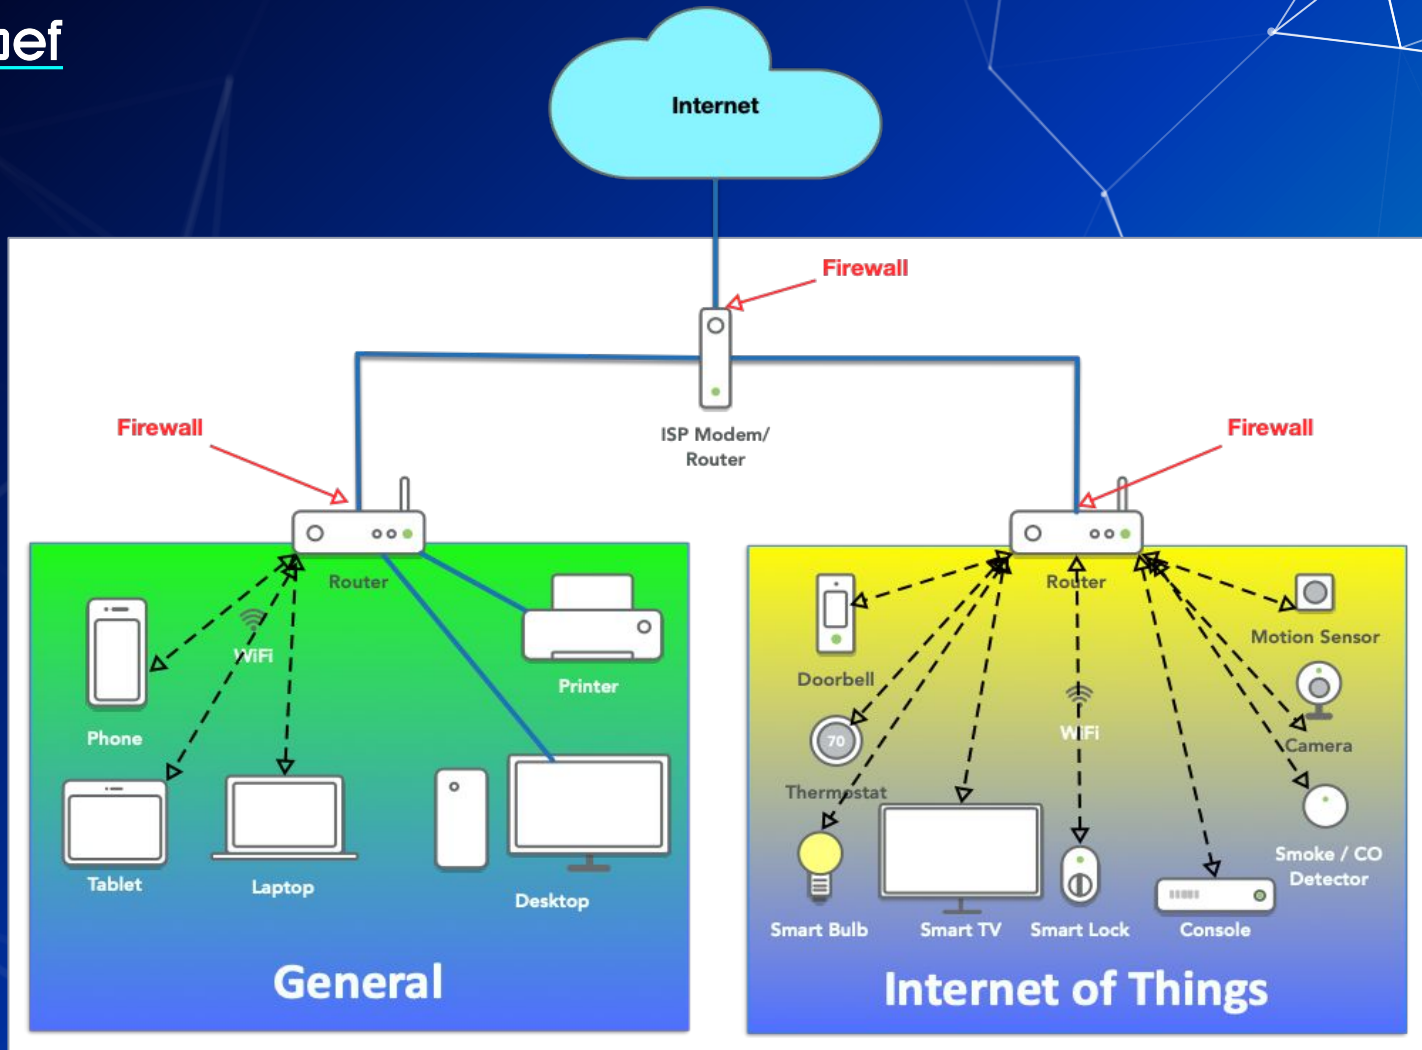 Internet
Firewall
ISP Modem/
Router
Firewall
Firewall
Router
WiFi
Phone
Printer
Tablet
Laptop
Desktop
General
Router
Doorbell
Motion Sensor
WiFi
70
Camera
Thermostat
Smoke / CO
Detector
Smart Bulb
Smart TV
Smart Lock
Console
Internet of Things